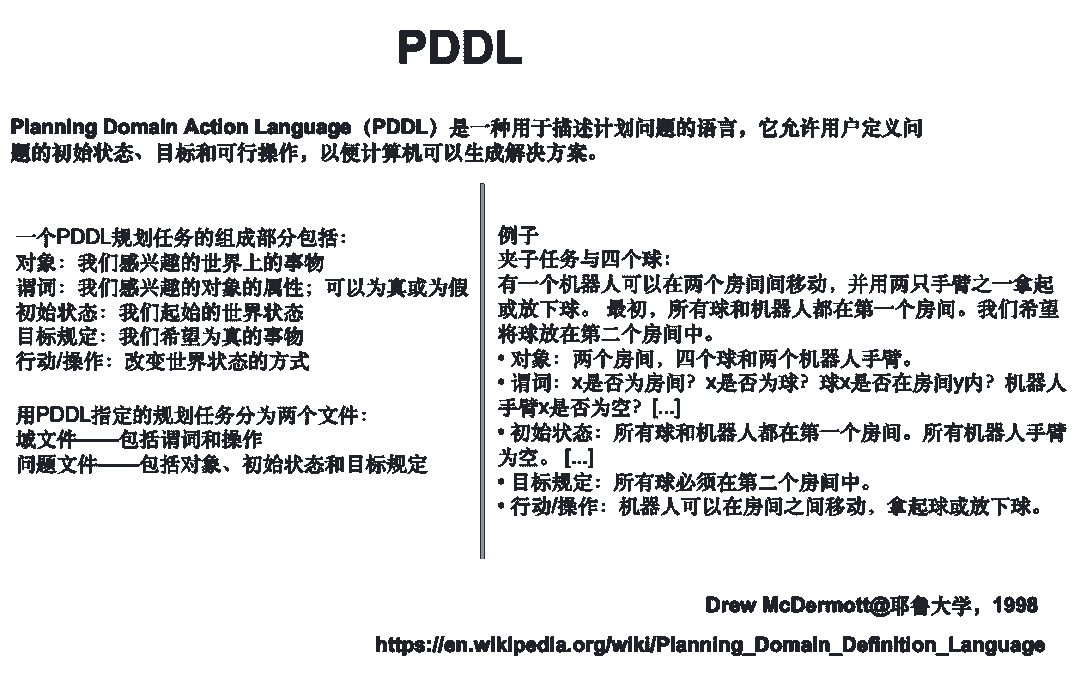 PDDL
Planning Domain Action Language（PDDL）是一种用于描述计划问题的语言，它允许用户定义问
题的初始状态、目标和可行操作，以便计算机可以生成解决方案。
一个PDDL规划任务的组成部分包括：
对象：我们感兴趣的世界上的事物
谓词：我们感兴趣的对象的属性；可以为真或为假
初始状态：我们起始的世界状态
目标规定：我们希望为真的事物
行动/操作：改变世界状态的方式
用PDDL指定的规划任务分为两个文件：
域文件——包括谓词和操作
问题文件——包括对象、初始状态和目标规定
例子
夹子任务与四个球：
有一个机器人可以在两个房间间移动，并用两只手臂之一拿起
或放下球。 最初，所有球和机器人都在第一个房间。我们希望
将球放在第二个房间中。
• 对象：两个房间，四个球和两个机器人手臂。
• 谓词：x是否为房间？x是否为球？球x是否在房间y内？机器人
手臂x是否为空？[...]
• 初始状态：所有球和机器人都在第一个房间。所有机器人手臂
为空。 [...]
• 目标规定：所有球必须在第二个房间中。
• 行动/操作：机器人可以在房间之间移动，拿起球或放下球。
Drew McDermott@耶鲁大学，1998
https://en.wikipedia.org/wiki/Planning_Domain_Definition_Language